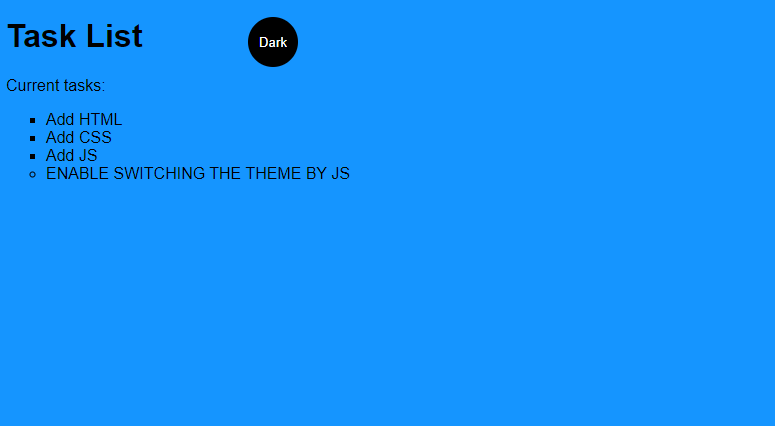 Task List
Dark
Current tasks:
Add HTML
Add CSS
Add JS
ENABLE SWITCHING THE THEME BY JS